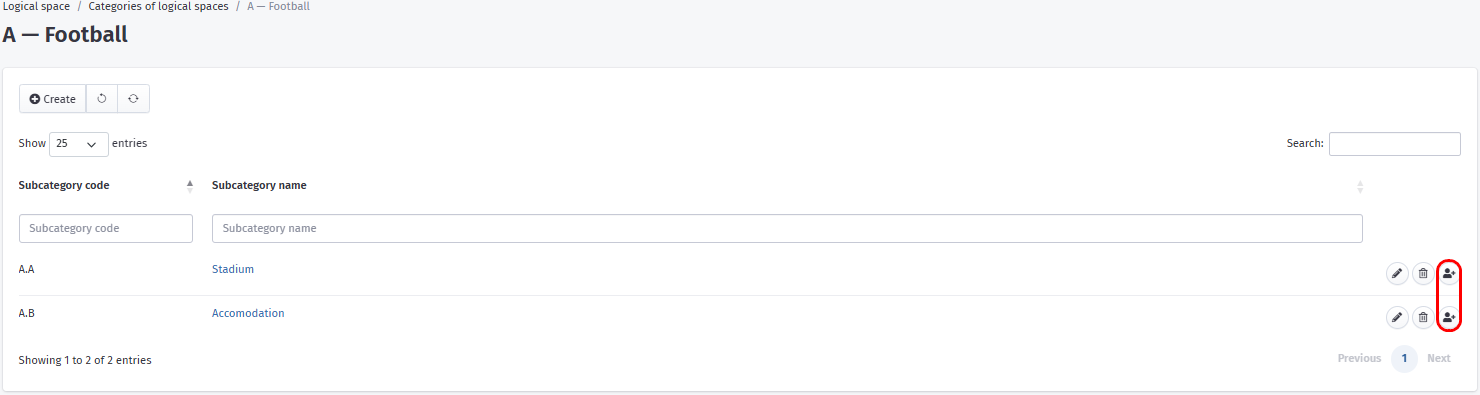 Logical space / Categories of logical spaces / A — Football
A — Football
Create
Show 25 entries
Search:
Subcategory code Subcategory name
Subcategory code Subcategory name
A.A Stadium
A.B Accomodation
Showing 1 to 2 of 2 entries
Previous 1 Next